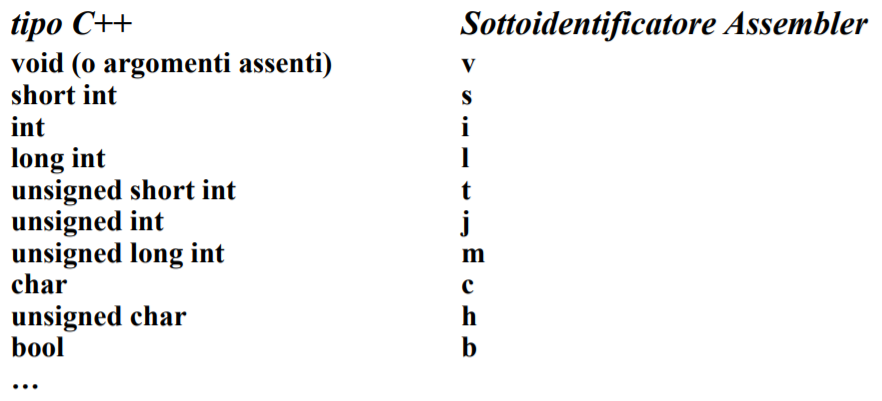 tipo C++ Sottoidentificatore Assembler
void (o argomenti assenti) v
short int s
int i
long int l
unsigned short int t
unsigned int j
unsigned long int m
char c
unsigned char h
bool b
…